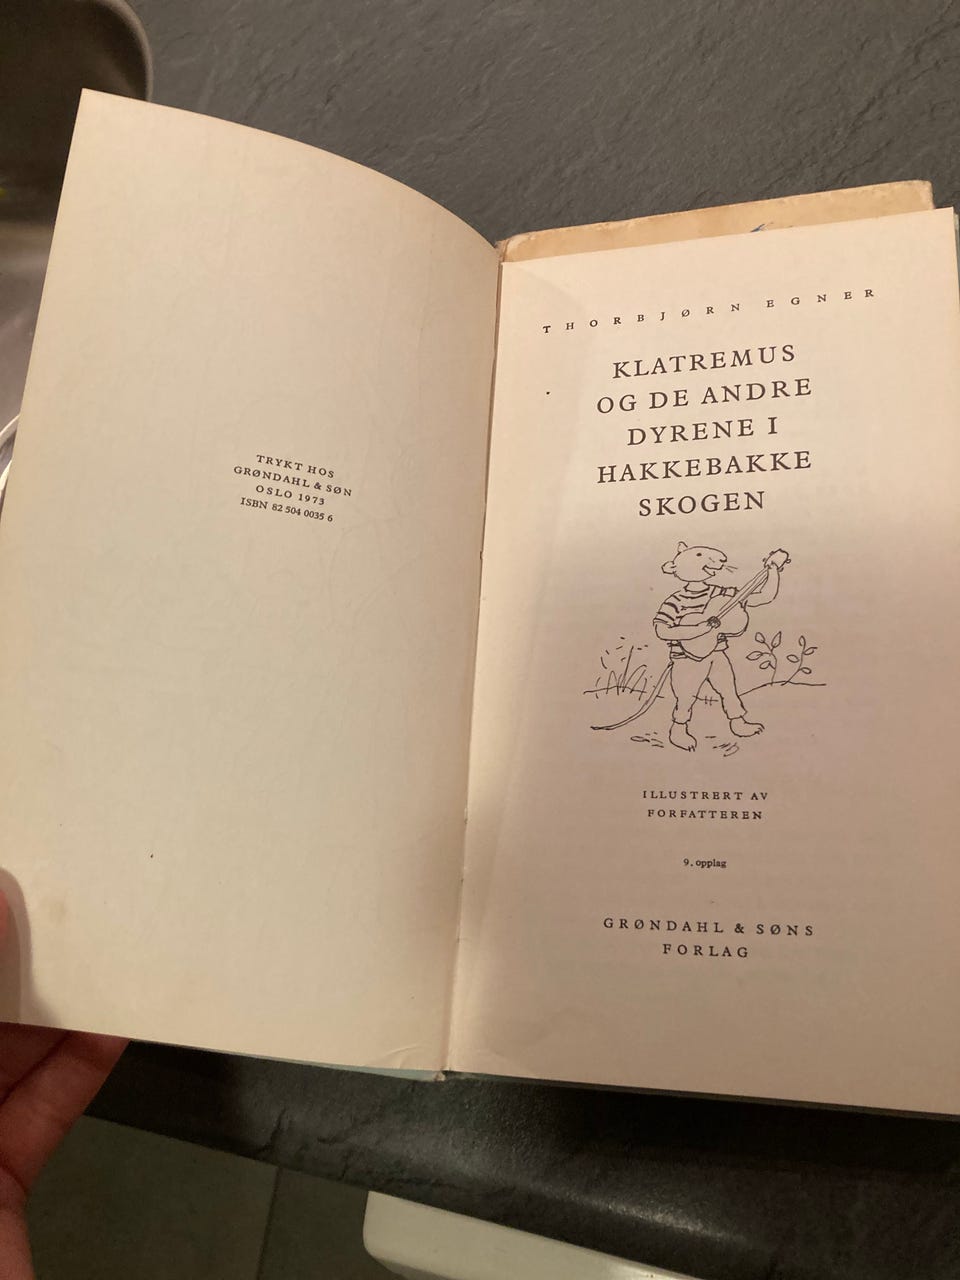 TRYKT HOS
GRØNDAHL & SØN
OSLO 1973
ISBN 82 504 0035 6
THORBJØRN EGNER
KLATREMUS
OG DE ANDRE
DYRENE I
HAKKEBAKKE
SKOGEN
ILLUSTRERT AV
FORFATTEREN
9. opplag
GRØNDAHL & SØNS
FORLAG